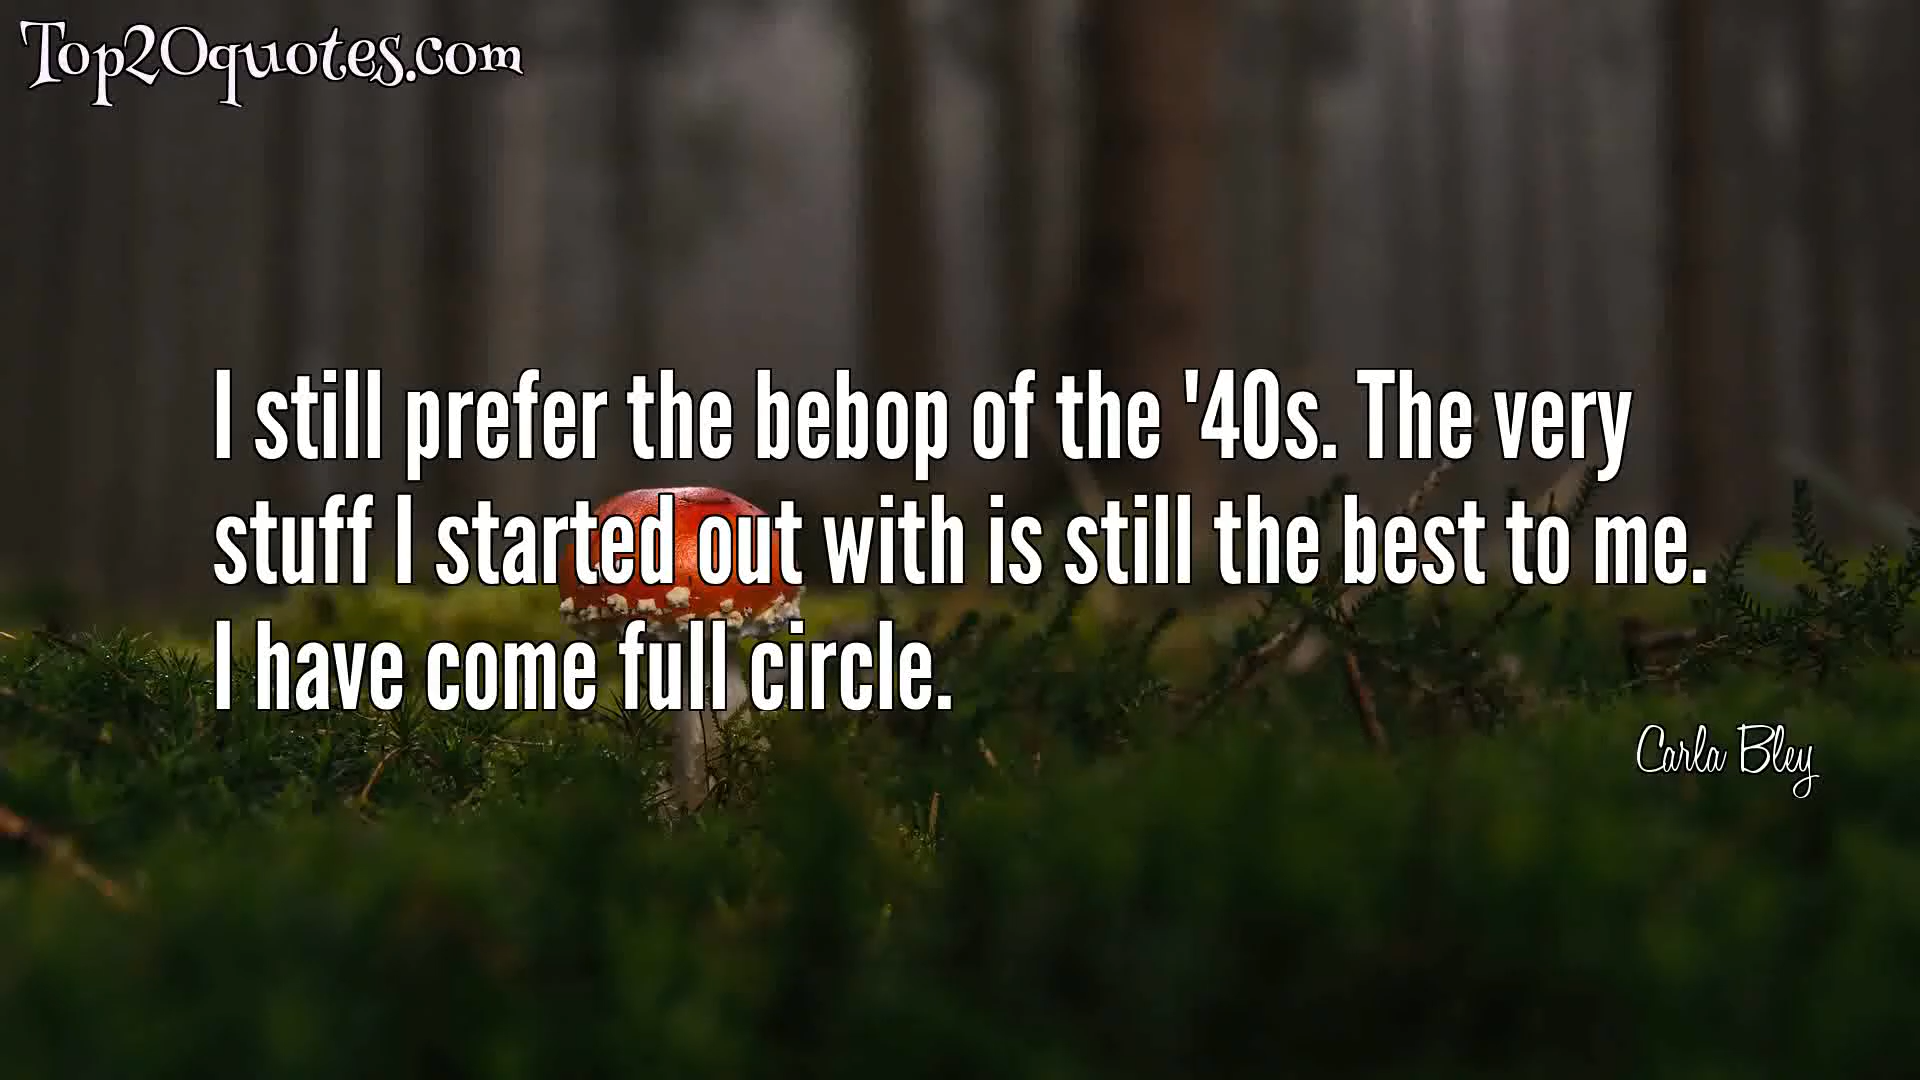 Top20quotes.com
I still prefer the bebop of the '40s. The very
stuff I started out with is still the best to me.
I have come full circle.
Carla Bley